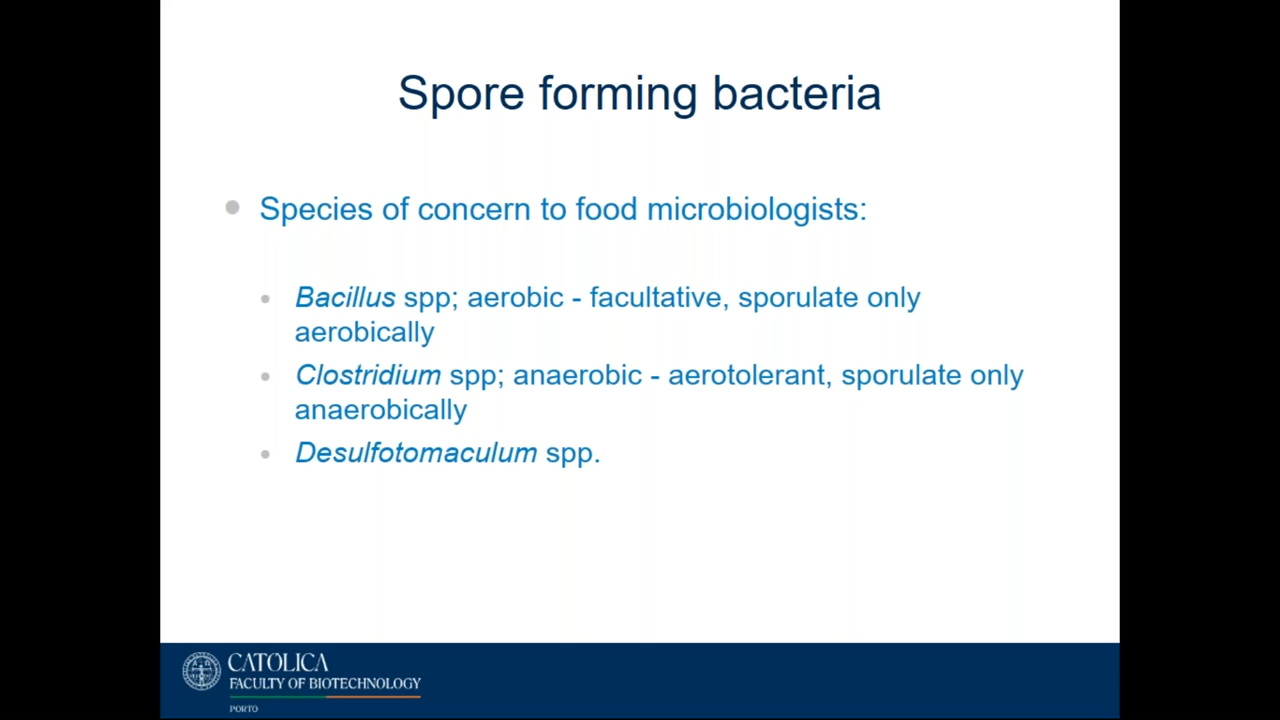 Spore forming bacteria
Species of concern to food microbiologists:
Bacillus spp; aerobic - facultative, sporulate only
aerobically
Clostridium spp; anaerobic - aerotolerant, sporulate only
anaerobically
Desulfotomaculum spp.
CATOLICA
FACULTY OF BIOTECHNOLOGY
PORTO